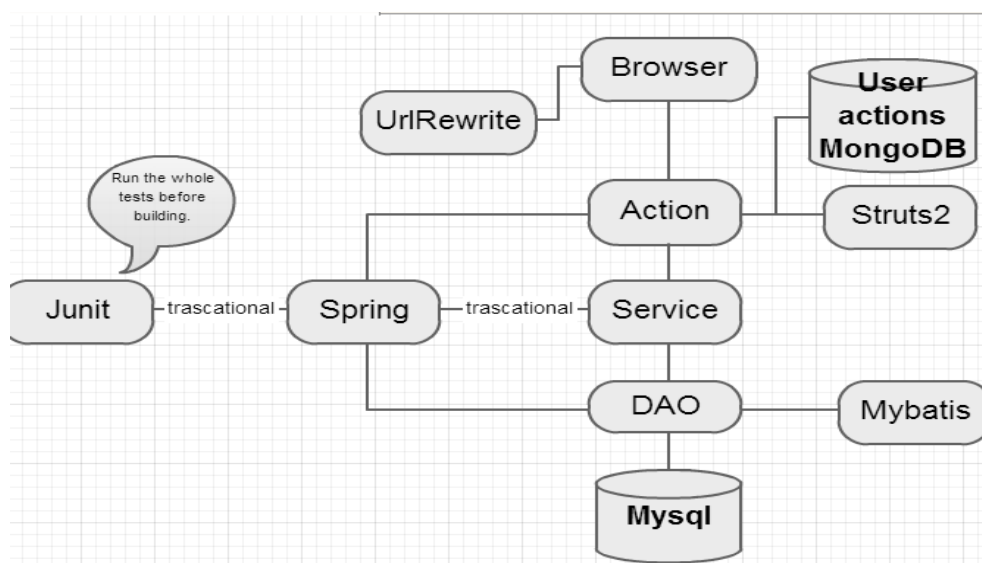 Browser
User
actions
MongoDB
UrlRewrite
Run the whole
tests before
building.
Action
Struts2
Junit
trascational
Spring
trascational
Service
DAO
Mybatis
Mysql